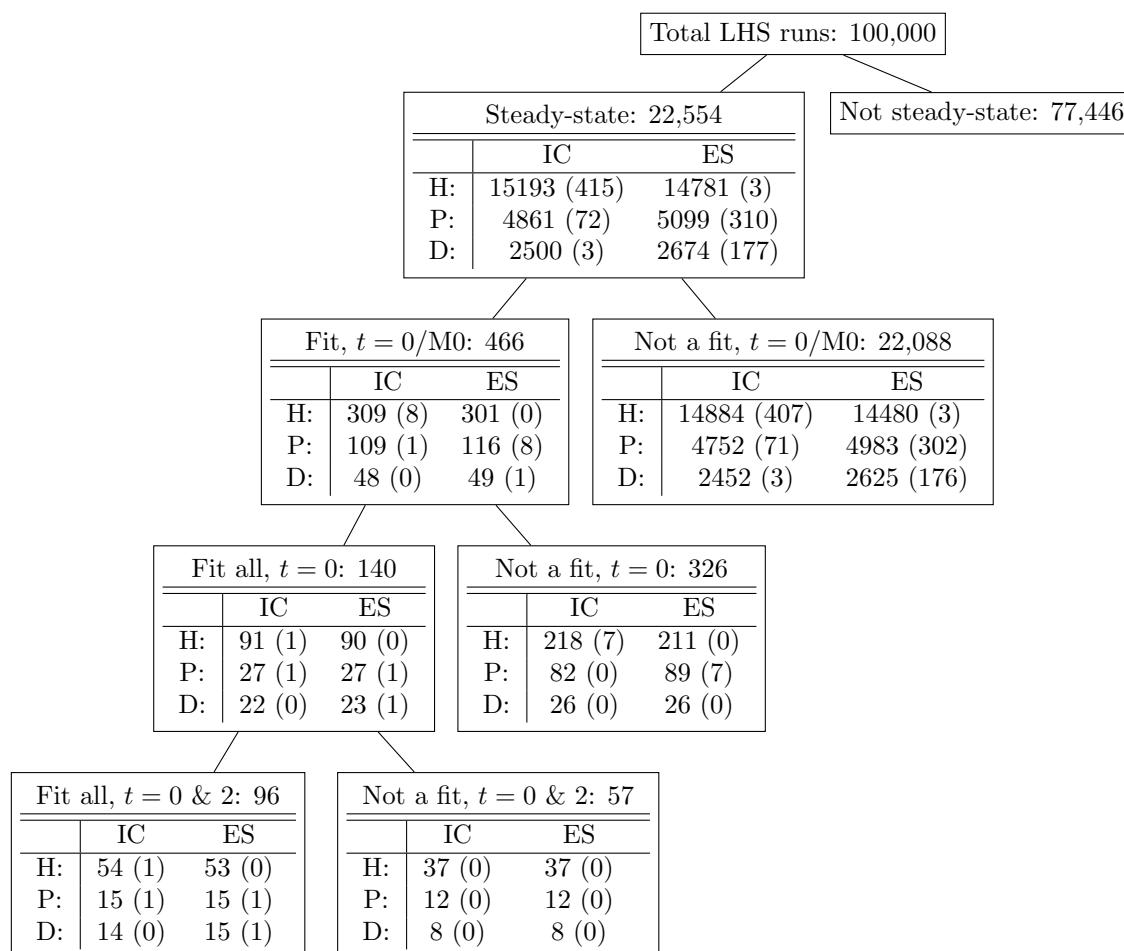 Total LHS runs: 100,000
Steady-state: 22,554
IC ES
H: 15193 (415) 14781 (3)
P: 4861 (72) 5099 (310)
D: 2500 (3) 2674 (177)
Not steady-state: 77,446
Fit, t = 0/M0: 466
IC ES
H: 309 (8) 301 (0)
P: 109 (1) 116 (8)
D: 48 (0) 49 (1)
Not a fit, t = 0/M0: 22,088
IC ES
H: 14884 (407) 14480 (3)
P: 4752 (71) 4983 (302)
D: 2452 (3) 2625 (176)
Fit all, t = 0: 140
IC ES
H: 91 (1) 90 (0)
P: 27 (1) 27 (1)
D: 22 (0) 23 (1)
Not a fit, t = 0: 326
IC ES
H: 218 (7) 211 (0)
P: 82 (0) 89 (7)
D: 26 (0) 26 (0)
Fit all, t = 0 & 2: 96
IC ES
H: 54 (1) 53 (0)
P: 15 (1) 15 (1)
D: 14 (0) 15 (1)
Not a fit, t = 0 & 2: 57
IC ES
H: 37 (0) 37 (0)
P: 12 (0) 12 (0)
D: 8 (0) 8 (0)